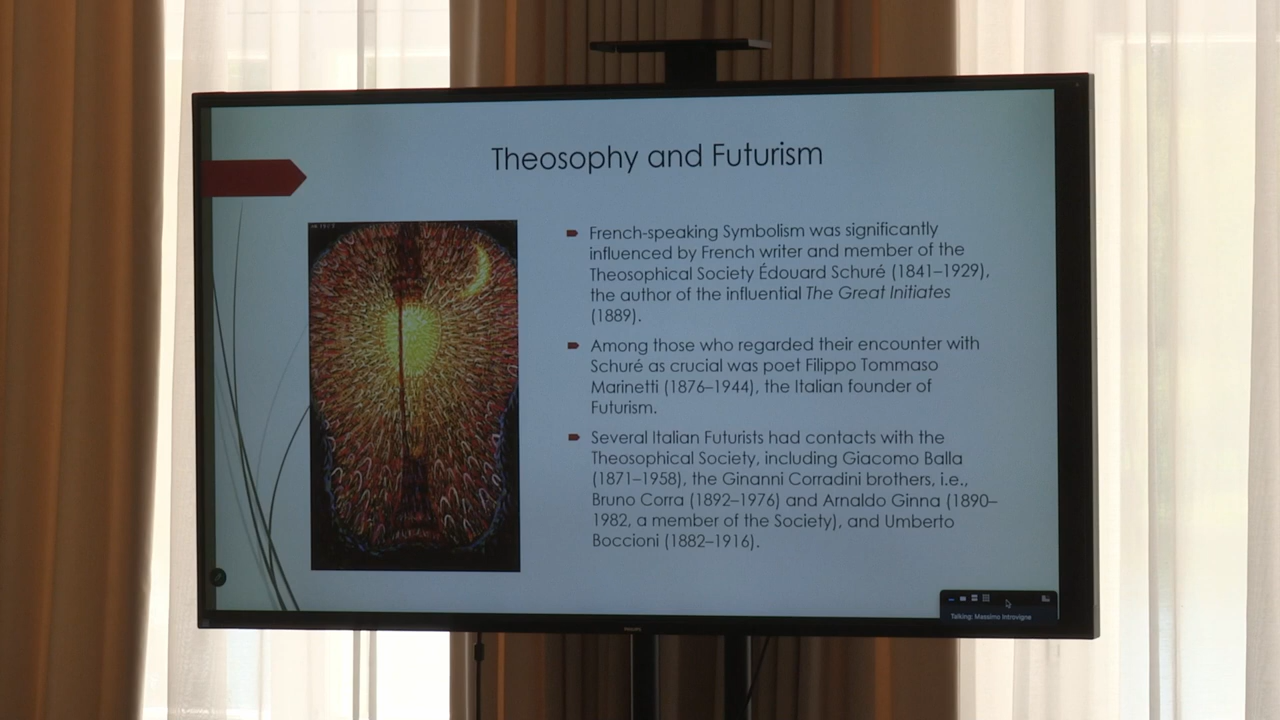 Theosophy and Futurism
French-speaking Symbolism was significantly
influenced by French writer and member of the
Theosophical Society Édouard Schuré (1841–1929),
the author of the influential The Great Initiates
(1889).
Among those who regarded their encounter with
Schuré as crucial was poet Filippo Tommaso
Marinetti (1876–1944), the Italian founder of
Futurism.
Several Italian Futurists had contacts with the
Theosophical Society, including Giacomo Balla
(1871–1958), the Ginanni Corradini brothers, i.e.,
Bruno Corra (1892–1976) and Arnaldo Ginna (1890–
1982, a member of the Society), and Umberto
Boccioni (1882–1916).
Talking: Massimo Introvigne
PHILIPS